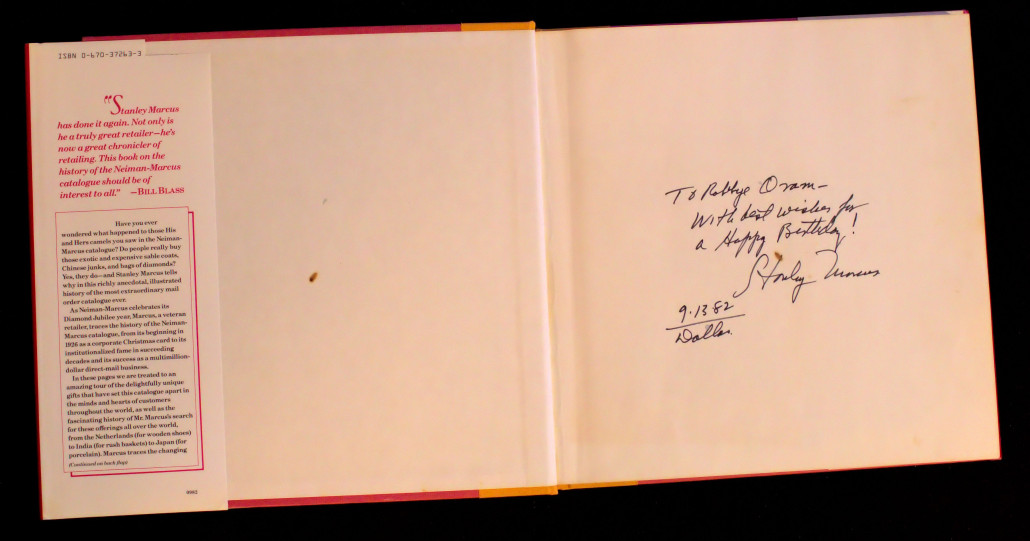 ISBN 0-670-37263-3
"Stanley Marcus
has done it again. Not only is
he a truly great retailer—he's
now a great chronicler of
retailing. This book on the
history of the Neiman-Marcus
catalogue should be of
interest to all." —BILL BLASS
Have you ever
wondered what happened to those His
and Hers camels you saw in the Neiman-
Marcus catalogue? Do people really buy
those exotic and expensive sable coats,
Chinese junks, and bags of diamonds?
Yes, they do—and Stanley Marcus tells
why in this richly anecdotal, illustrated
history of the most extraordinary mail
order catalogue ever.
As Neiman-Marcus celebrates its
Diamond Jubilee year, Marcus, a veteran
retailer, traces the history of the Neiman-
Marcus catalogue, from its beginning in
1926 as a corporate Christmas card to its
institutionalized fame in succeeding
decades and its success as a multimillion-
dollar direct-mail business.
In these pages we are treated to an
amazing tour of the delightfully unique
gifts that have set this catalogue apart in
the minds and hearts of customers
throughout the world, as well as the
fascinating history of Mr. Marcus's search
for these offerings all over the world,
from the Netherlands (for wooden shoes)
to India (for rush baskets) to Japan (for
porcelain). Marcus traces the changing
(Continued on back flap)
To Robbye Oram—
With best wishes for
a Happy Birthday!
Stanley Marcus
9·13·82
Dallas